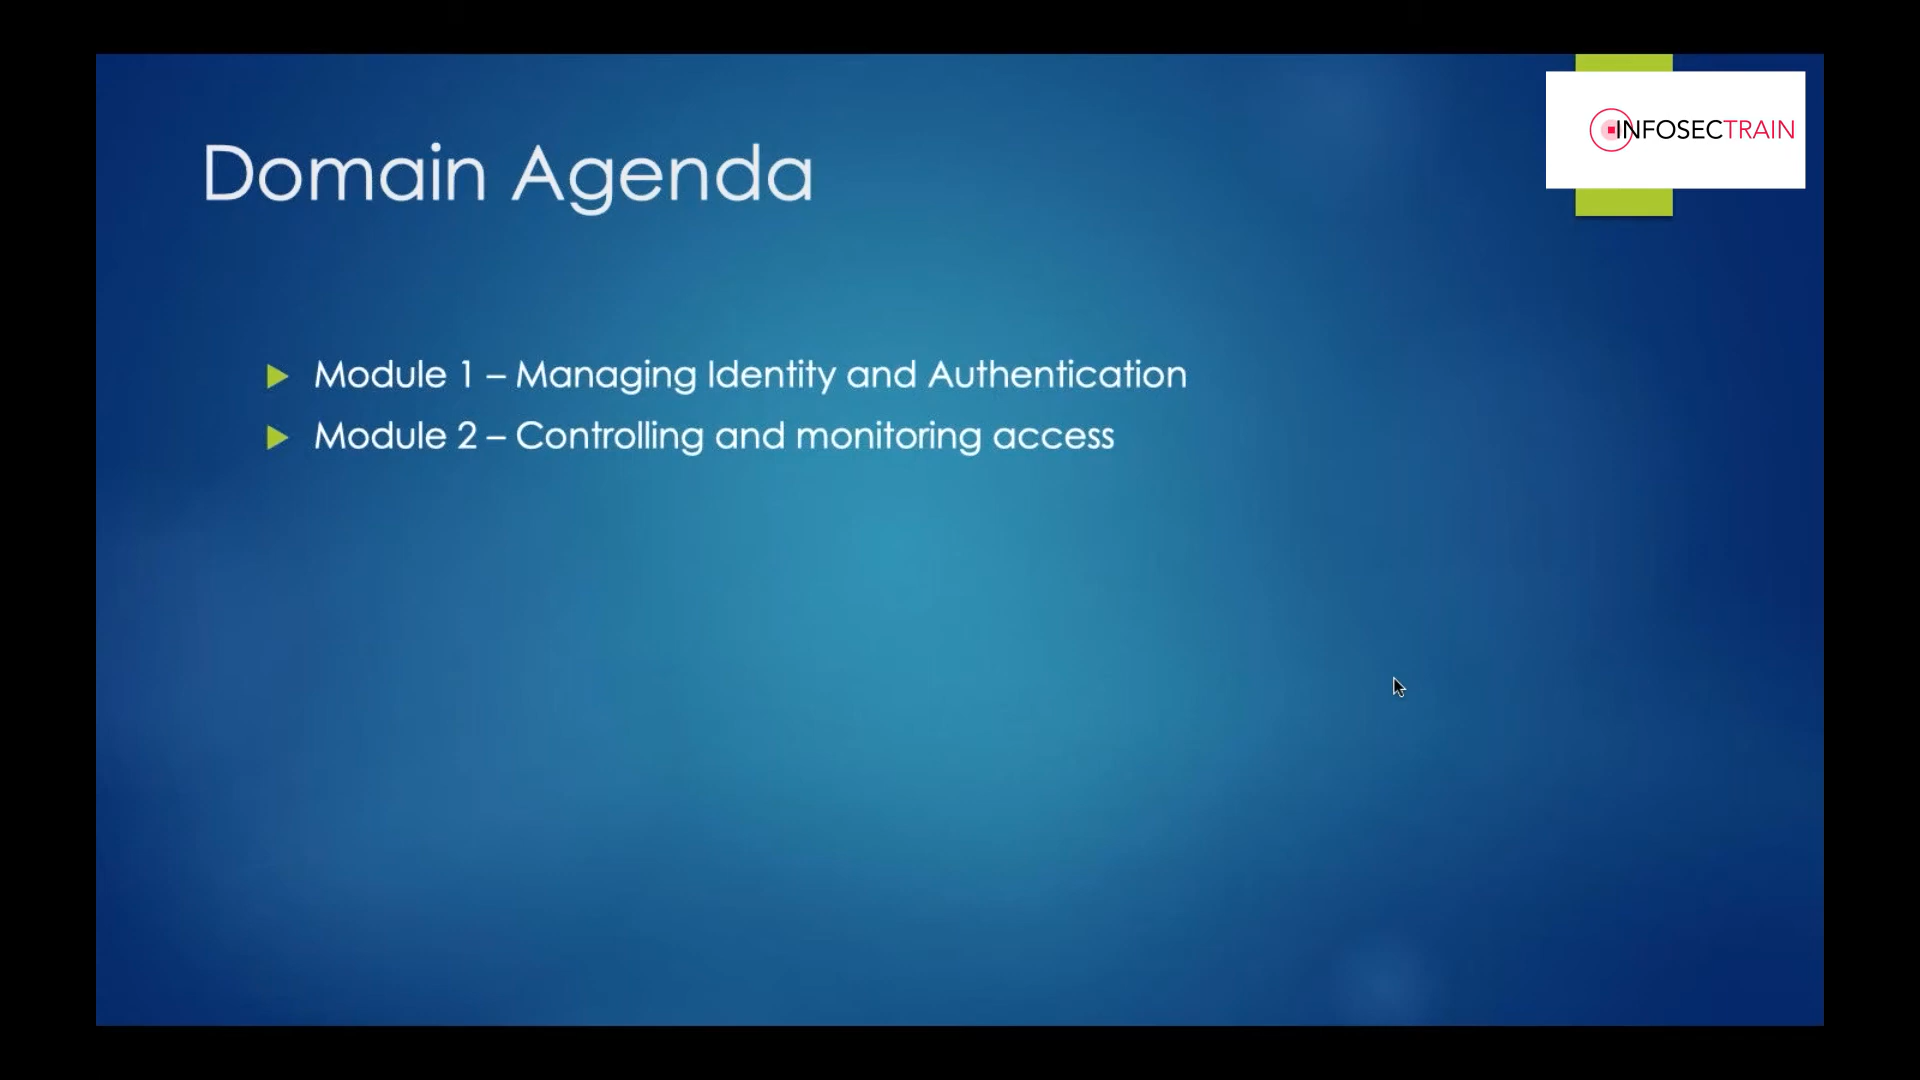 INFOSECTRAIN
Domain Agenda
Module 1 – Managing Identity and Authentication
Module 2 – Controlling and monitoring access